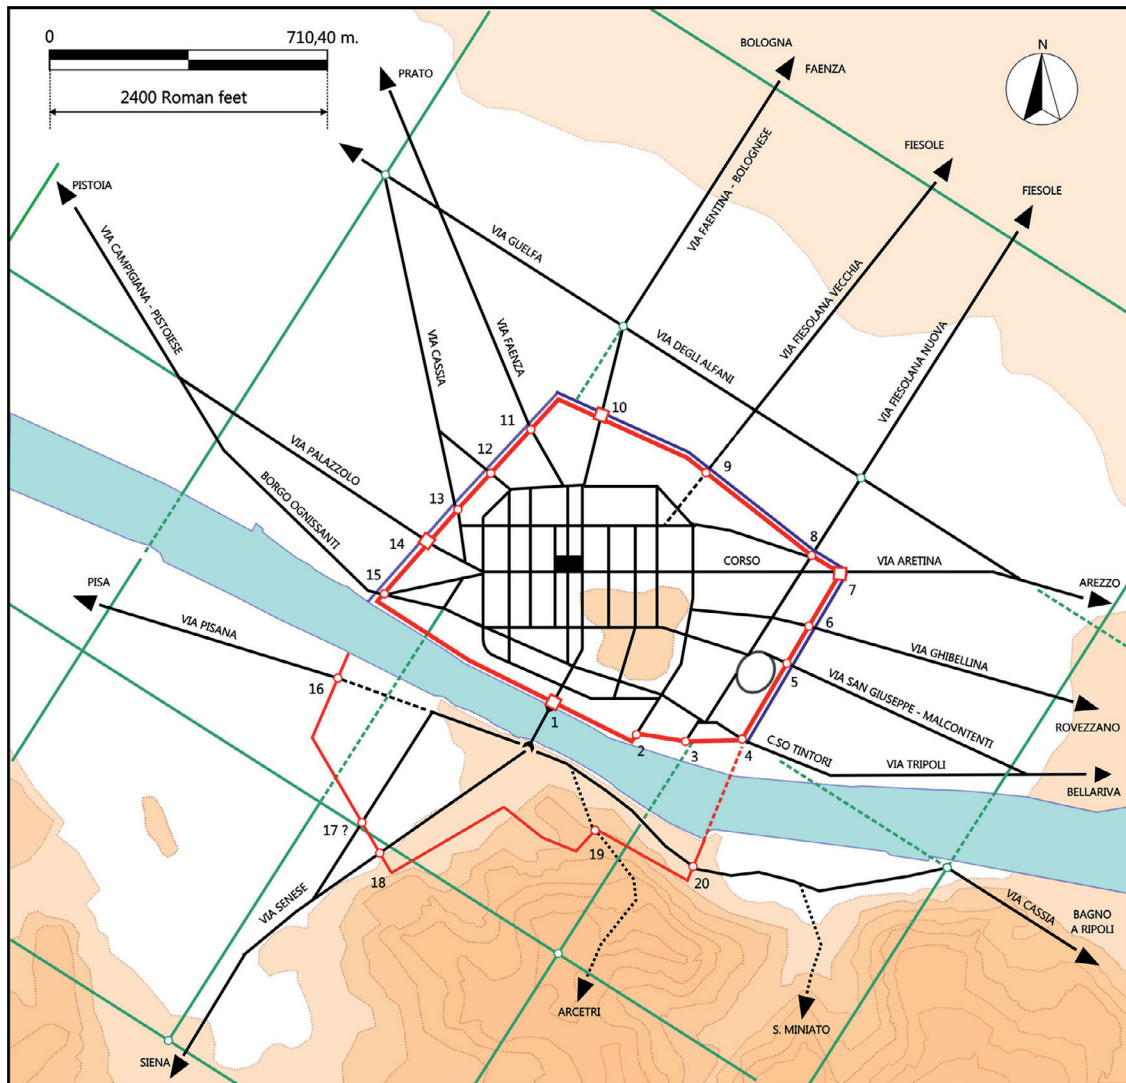 0
710,40 m.
2400 Roman feet
N
PRATO
BOLOGNA
FAENZA
FIESOLE
FIESOLE
PISTOIA
VIA CAMPIGIANA - PISTOIESE
VIA GUELFA
VIA FAENTINA - BOLOGNESE
VIA FIESOLANA VECCHIA
VIA FIESOLANA NUOVA
VIA DEGLI ALFANI
VIA CASSIA
VIA FAENZA
VIA PALAZZOLO
BORGO OGNISSANTI
10
11
12
13
14
15
9
8
7
6
5
CORSO
VIA ARETINA
AREZZO
PISA
VIA PISANA
16
VIA GHIBELLINA
VIA SAN GIUSEPPE - MALCONTENTI
ROVEZZANO
1
2
3
4
C.SO TINTORI
VIA TRIPOLI
BELLARIVA
17 ?
18
19
20
VIA SENESE
VIA CASSIA
BAGNO
A RIPOLI
ARCETRI
S. MINIATO
SIENA